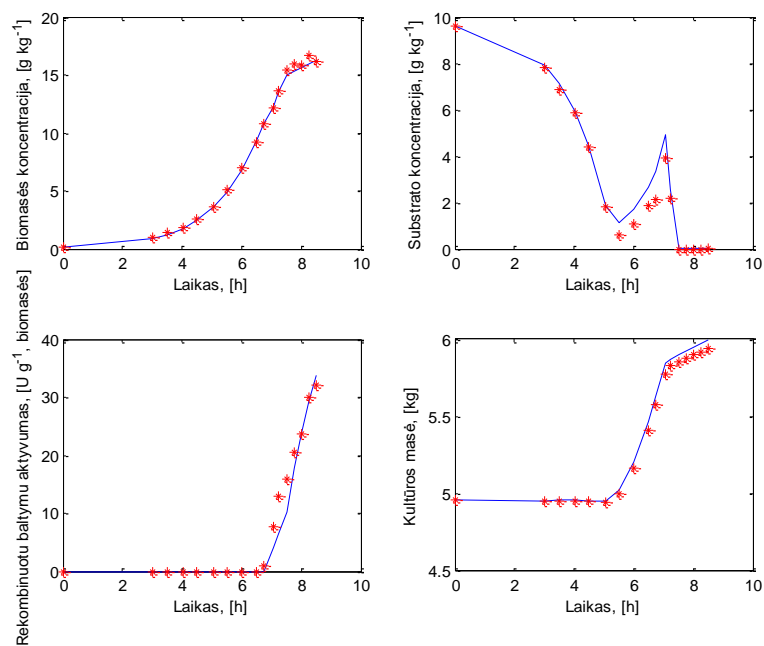 Biomasės koncentracija, [g kg-1]
20
15
10
5
0
0 2 4 6 8 10
Laikas, [h]
Substrato koncentracija, [g kg-1]
10
8
6
4
2
0
0 2 4 6 8 10
Laikas, [h]
Rekombinuotu baltymu aktyvumas, [U g-1, biomasės]
40
30
20
10
0
0 2 4 6 8 10
Laikas, [h]
Kultūros masė, [kg]
6
5.5
5
4.5
0 2 4 6 8 10
Laikas, [h]